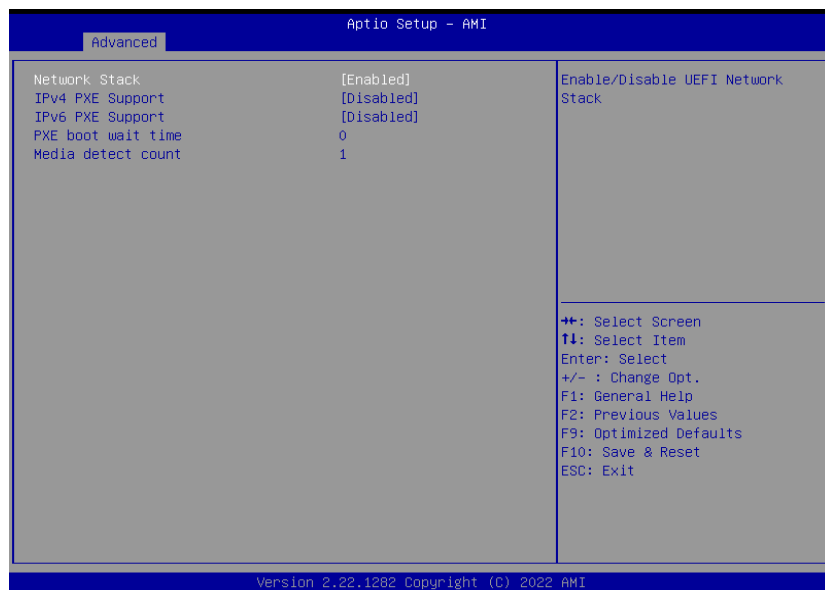 Aptio Setup – AMI
Advanced
Network Stack [Enabled]
IPv4 PXE Support [Disabled]
IPv6 PXE Support [Disabled]
PXE boot wait time 0
Media detect count 1
Enable/Disable UEFI Network
Stack
→←: Select Screen
↑↓: Select Item
Enter: Select
+/- : Change Opt.
F1: General Help
F2: Previous Values
F9: Optimized Defaults
F10: Save & Reset
ESC: Exit
Version 2.22.1282 Copyright (C) 2022 AMI